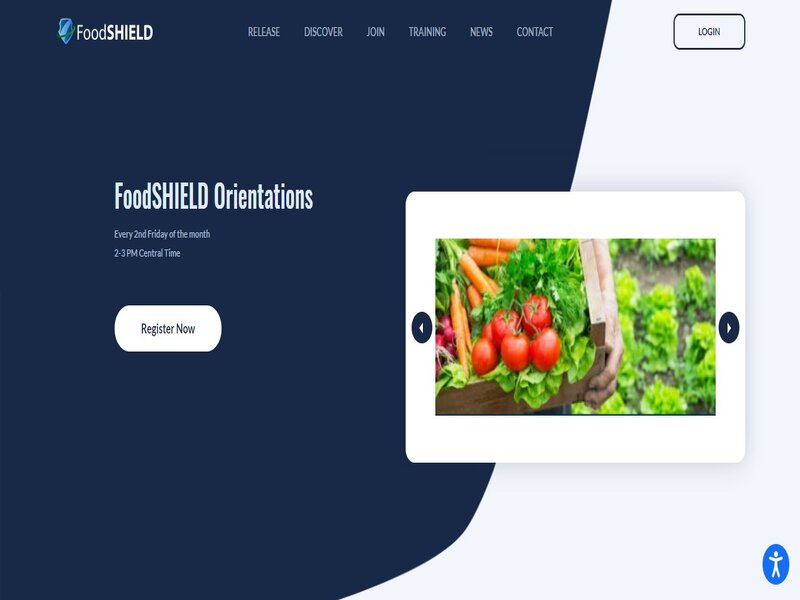 FoodSHIELD
RELEASE
DISCOVER
JOIN
TRAINING
NEWS
CONTACT
LOGIN
FoodSHIELD Orientations
Every 2nd Friday of the month
2-3 PM Central Time
Register Now